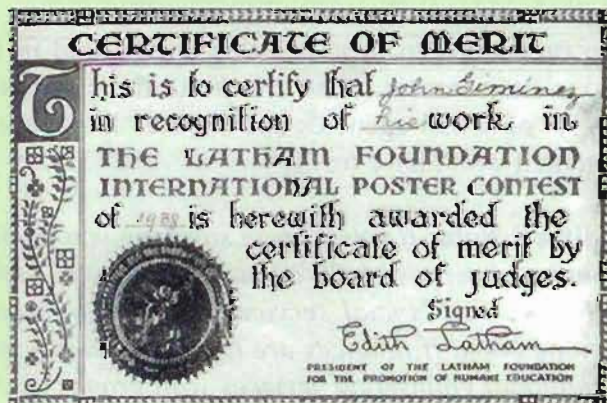 CERTIFICATE OF MERIT
This is to certify that John Giminez
in recognition of his work in
THE LATHAM FOUNDATION
INTERNATIONAL POSTER CONTEST
of 1938 is herewith awarded the
certificate of merit by
the board of judges.
Signed
Edith Latham
PRESIDENT OF THE LATHAM FOUNDATION
FOR THE PROMOTION OF HUMANE EDUCATION